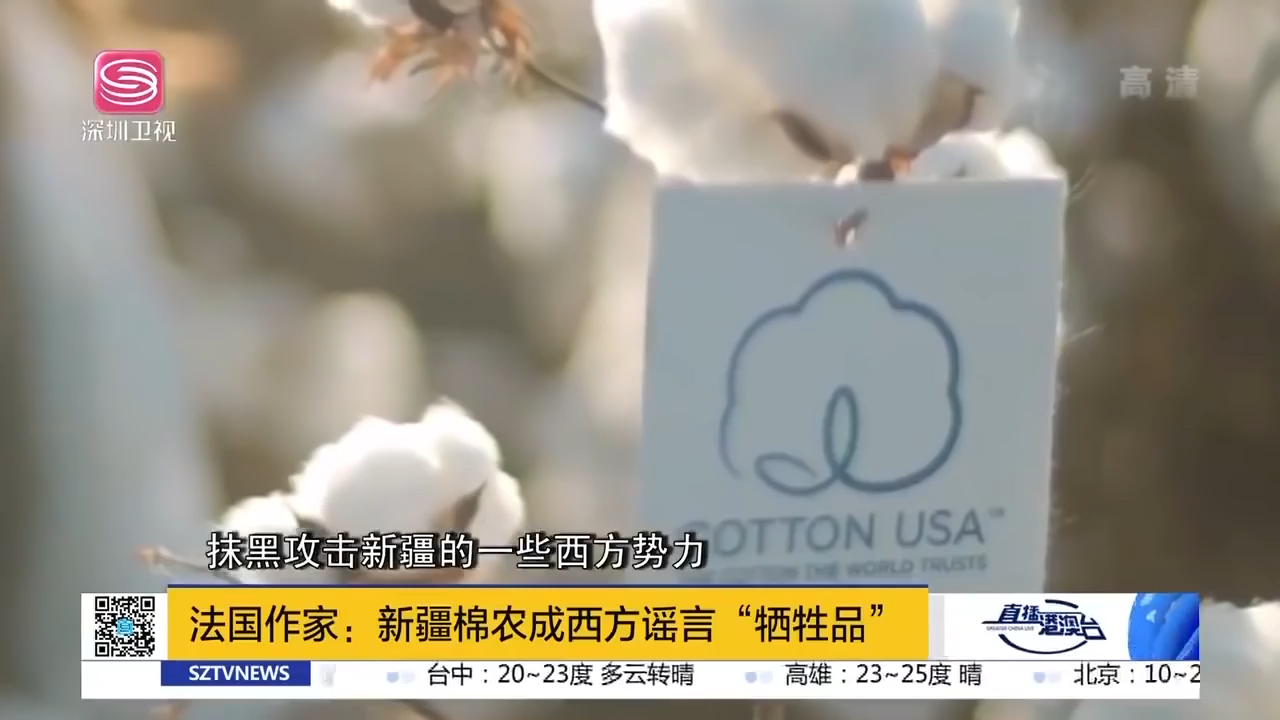 深圳卫视
高清
COTTON USA™
COTTON THE WORLD TRUSTS
抹黑攻击新疆的一些西方势力
法国作家：新疆棉农成西方谣言“牺牲品”
直播港澳台
GREATER CHINA LIVE
SZTVNEWS
台中：20~23度 多云转晴
高雄：23~25度 晴
北京：10~2